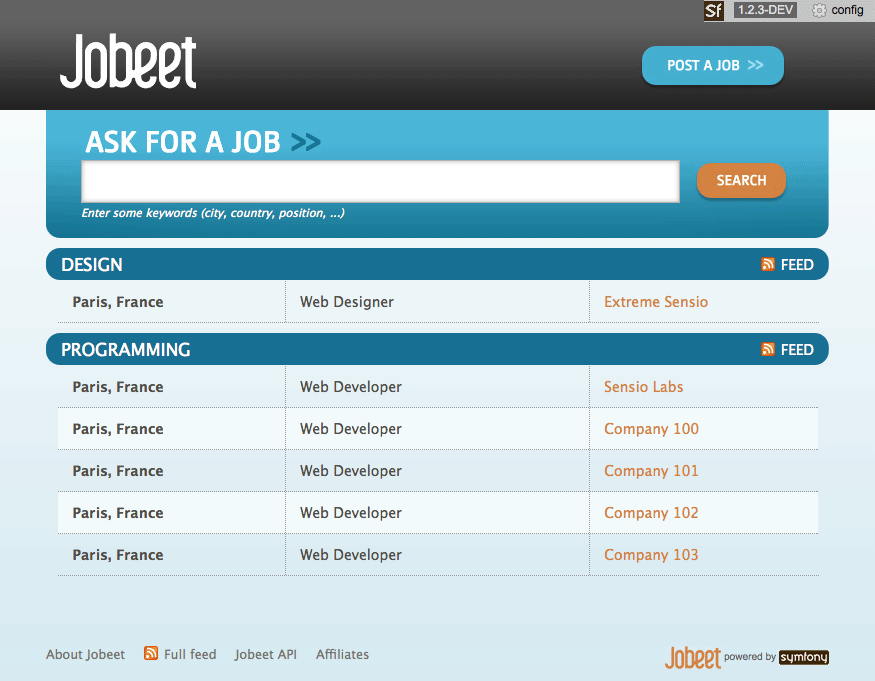 Sf 1.2.3-DEV config
Jobeet
POST A JOB >>
ASK FOR A JOB >>
SEARCH
Enter some keywords (city, country, position, ...)
DESIGN FEED
Paris, France Web Designer Extreme Sensio
PROGRAMMING FEED
Paris, France Web Developer Sensio Labs
Paris, France Web Developer Company 100
Paris, France Web Developer Company 101
Paris, France Web Developer Company 102
Paris, France Web Developer Company 103
About Jobeet Full feed Jobeet API Affiliates Jobeet powered by symfony